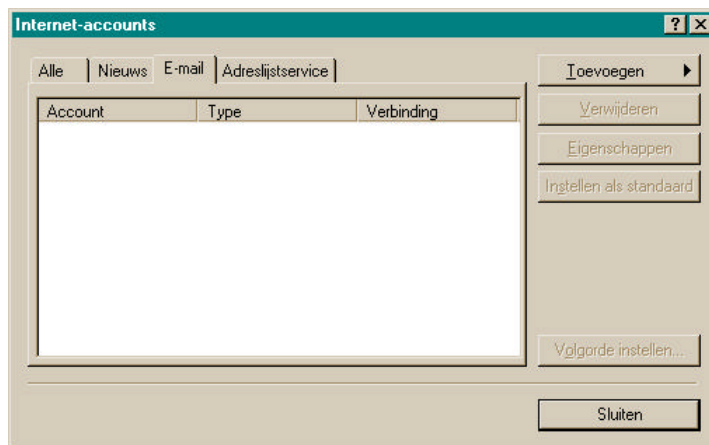 Internet-accounts
Alle
Nieuws
E-mail
Adreslijstservice
Account
Type
Verbinding
Toevoegen
Verwijderen
Eigenschappen
Instellen als standaard
Volgorde instellen...
Sluiten